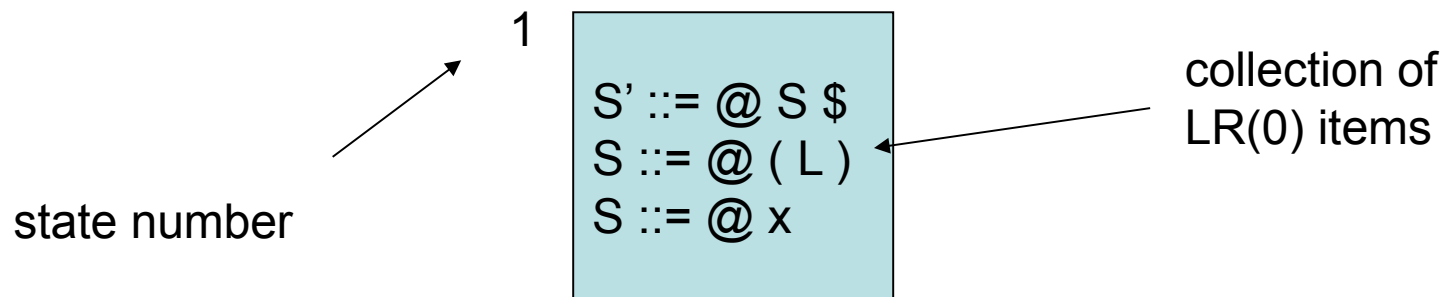 1
S’ ::= @ S $
S ::= @ ( L )
S ::= @ x
collection of
LR(0) items
state number